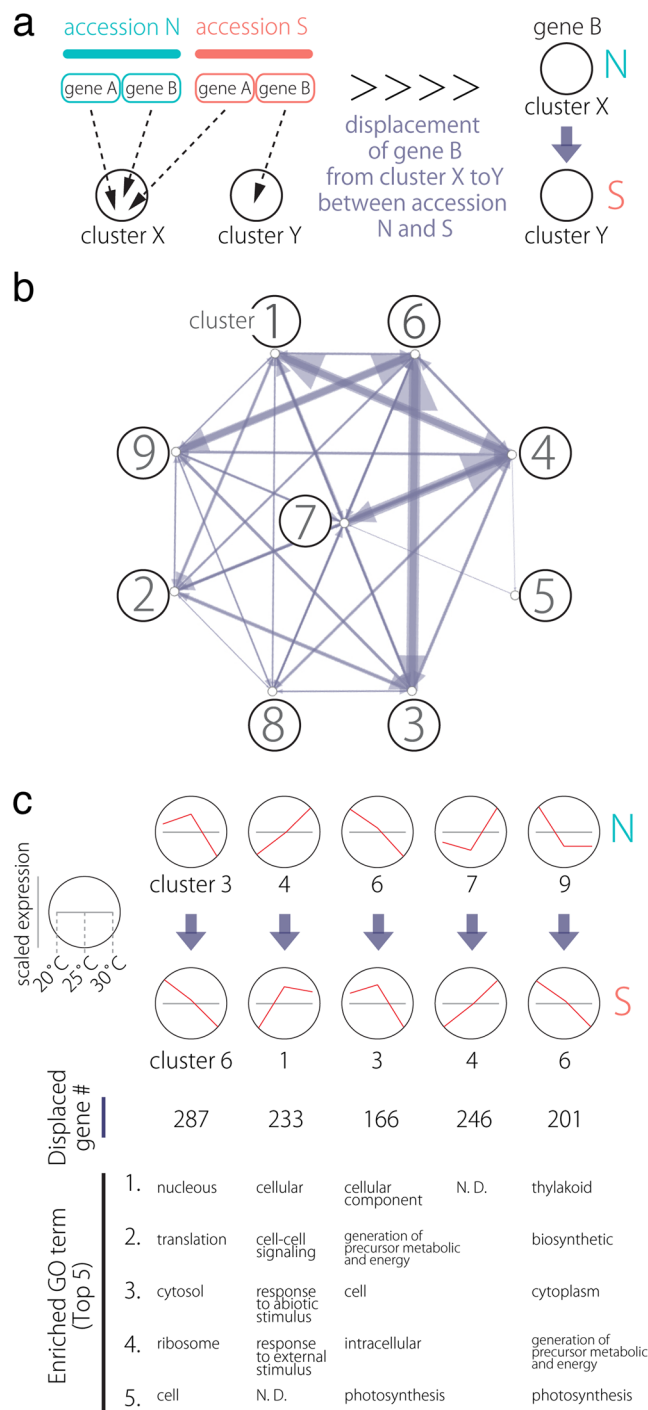 a
accession N
accession S
gene A
gene B
gene A
gene B
cluster X
cluster Y
displacement
of gene B
from cluster X toY
between accession
N and S
gene B
N
cluster X
S
cluster Y
b
cluster
1
6
9
4
7
2
5
8
3
c
N
cluster 3
4
6
7
9
scaled expression
20°C
25°C
30°C
S
cluster 6
1
3
4
6
Displaced
gene #
287
233
166
246
201
Enriched GO term
(Top 5)
1.
nucleous
cellular
cellular
component
N. D.
thylakoid
2.
translation
cell-cell
signaling
generation of
precursor metabolic
and energy
biosynthetic
3.
cytosol
response
to abiotic
stimulus
cell
cytoplasm
4.
ribosome
response
to external
stimulus
intracellular
generation of
precursor metabolic
and energy
5.
cell
N. D.
photosynthesis
photosynthesis